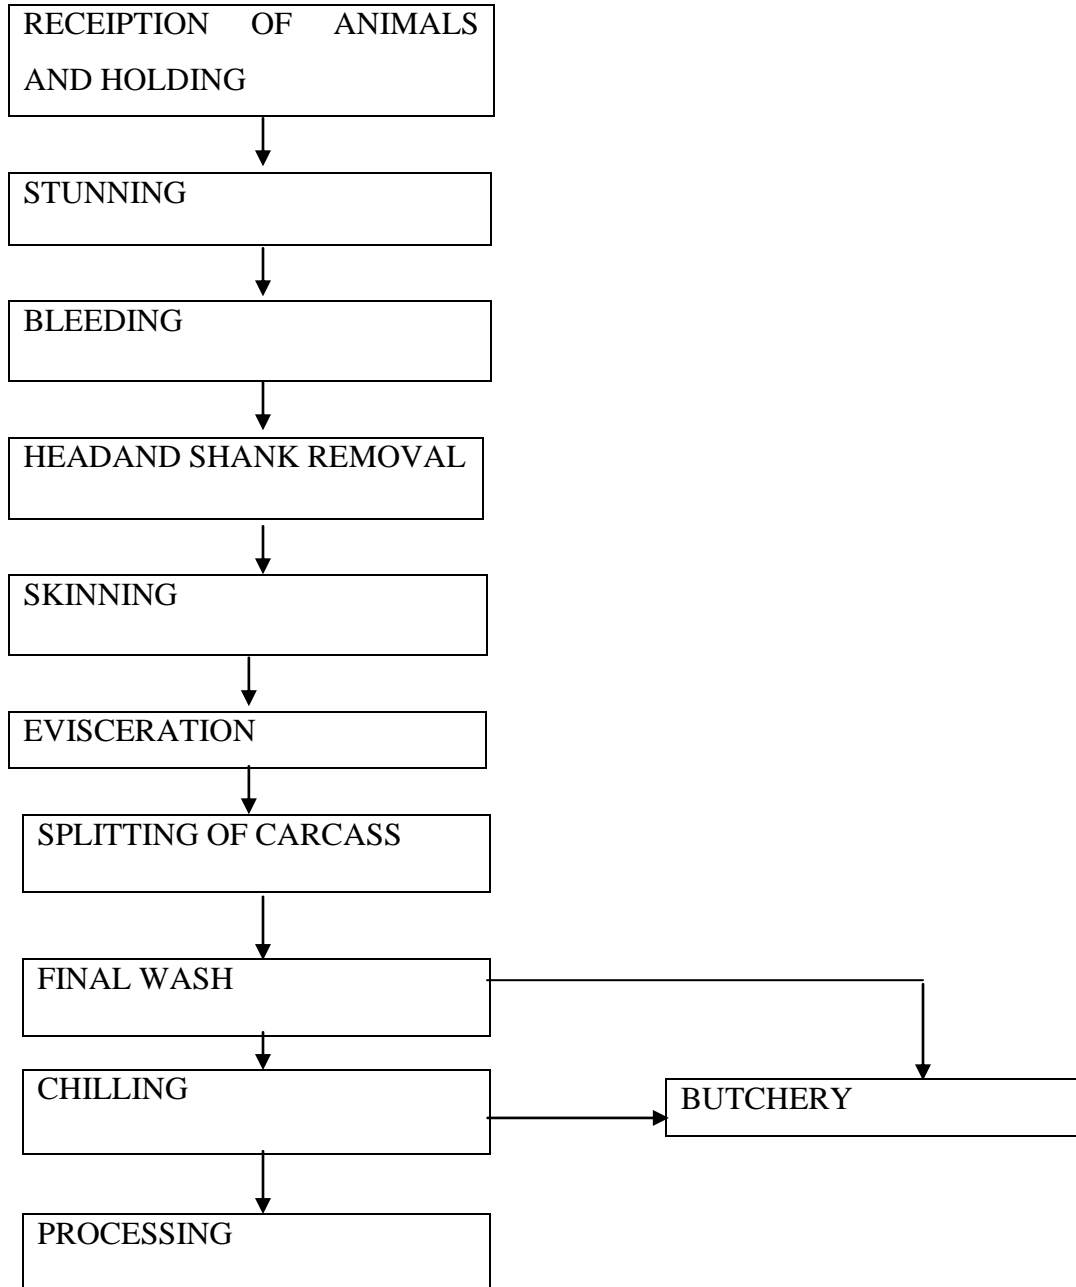 RECEIPTION OF ANIMALS
AND HOLDING
STUNNING
BLEEDING
HEADAND SHANK REMOVAL
SKINNING
EVISCERATION
SPLITTING OF CARCASS
FINAL WASH
CHILLING
BUTCHERY
PROCESSING